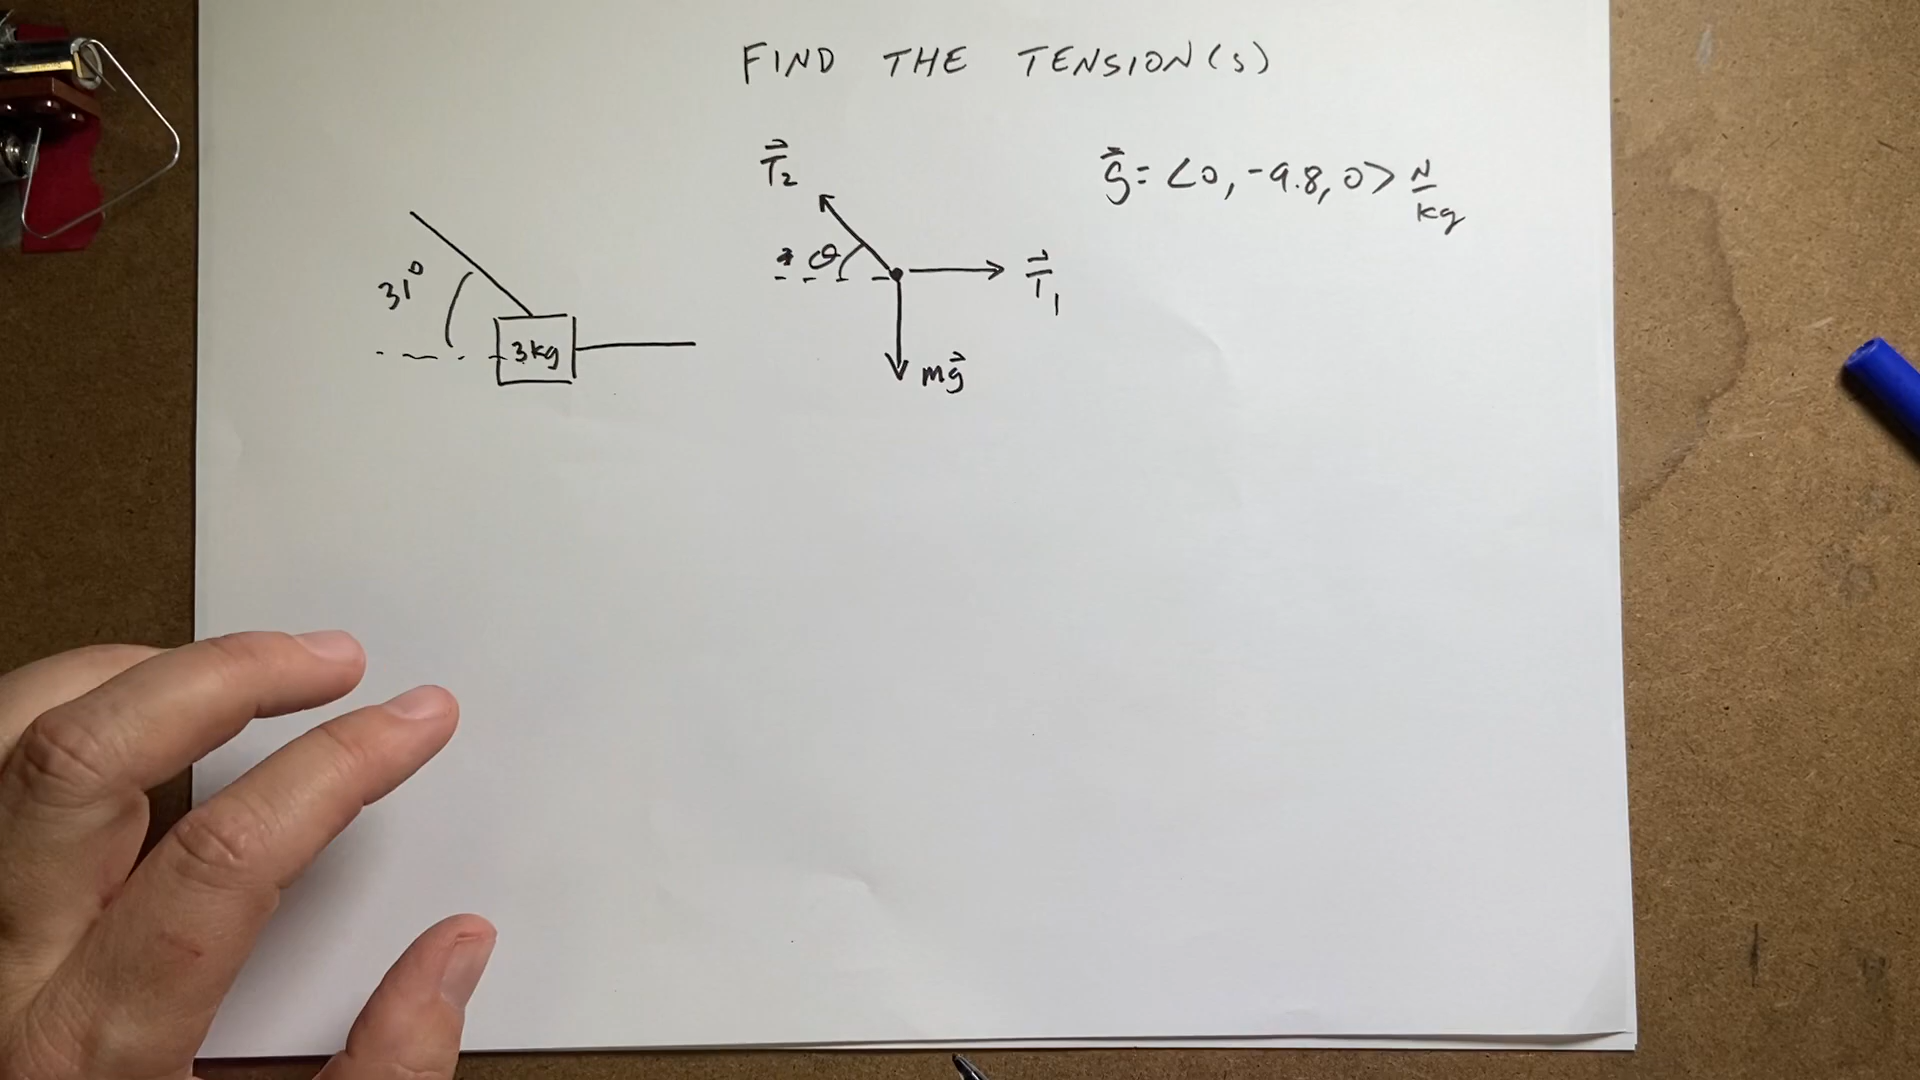 FIND THE TENSION(S)
T⃗₂
g⃗ = <0, -9.8, 0> N/kg
θ
T⃗₁
31°
3kg
mg⃗